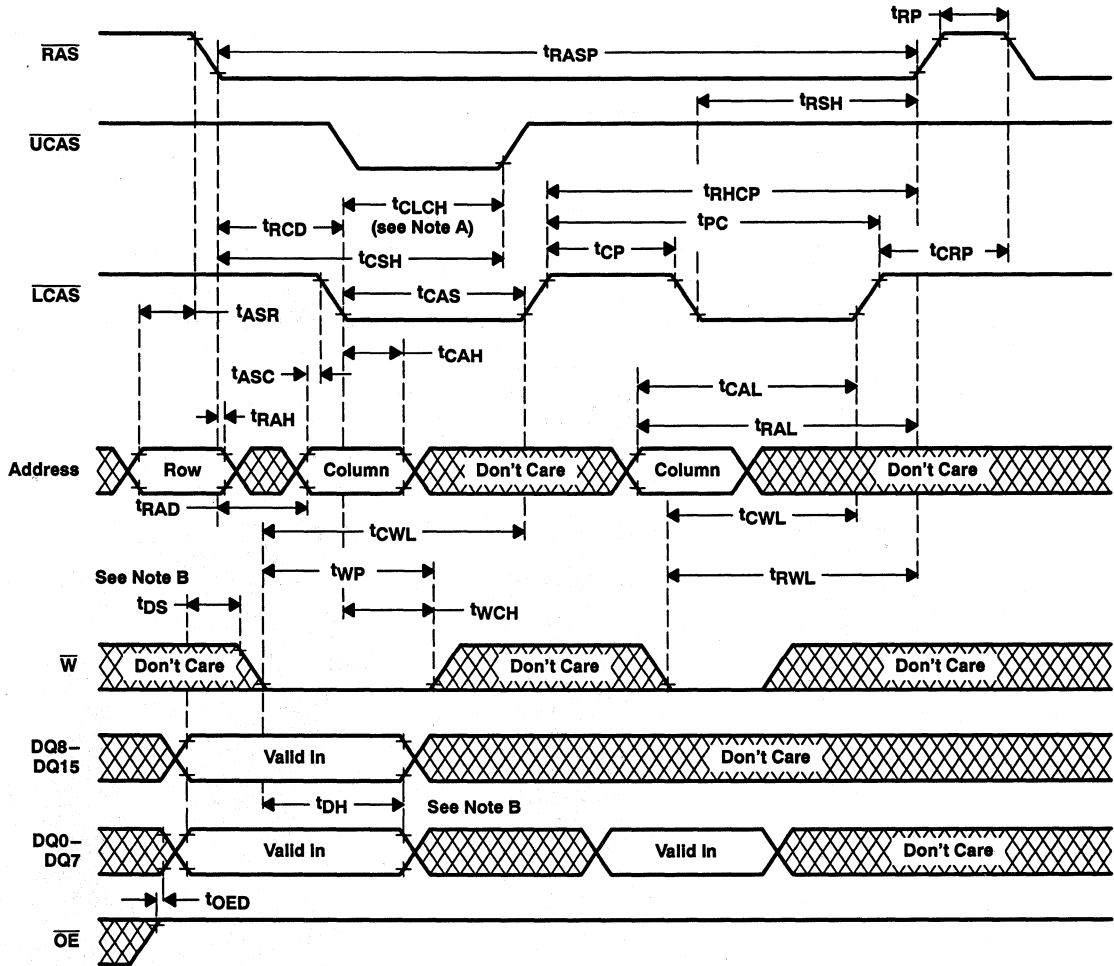 tRP
RAS
tRASP
tRSH
UCAS
tRHCP
tCLCH
(see Note A)
tRCD
tPC
tCP
tCRP
tCSH
LCAS
tCAS
tASR
tCAH
tASC
tCAL
tRAH
tRAL
Address
Row
Column
Don't Care
Column
Don't Care
tRAD
tCWL
tCWL
tWP
tRWL
See Note B
tDS
tWCH
W
Don't Care
Don't Care
Don't Care
DQ8–
DQ15
Valid In
Don't Care
tDH
See Note B
DQ0–
DQ7
Valid In
Valid In
Don't Care
tOED
OE